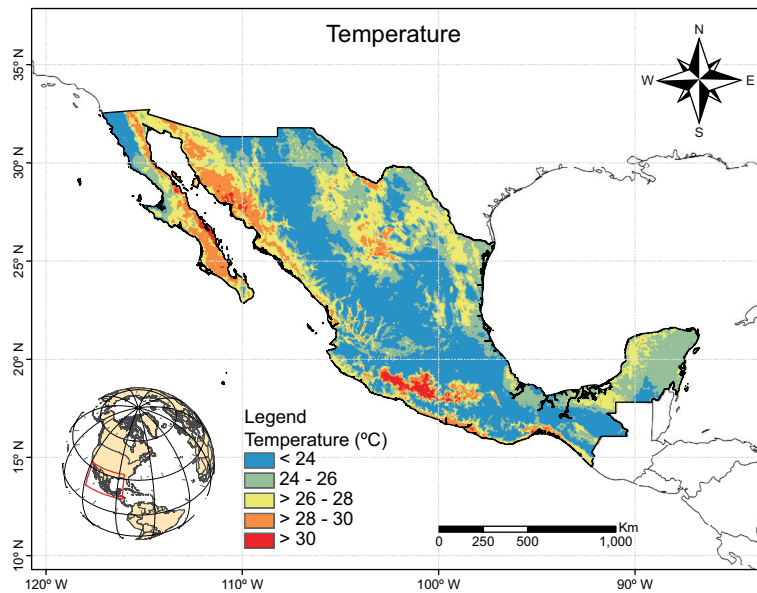 Temperature
N
W
E
S
35° N
30° N
25° N
20° N
15° N
10° N
Legend
Temperature (ºC)
< 24
24 - 26
> 26 - 28
> 28 - 30
> 30
Km
0 250 500 1,000
120° W 110° W 100° W 90° W